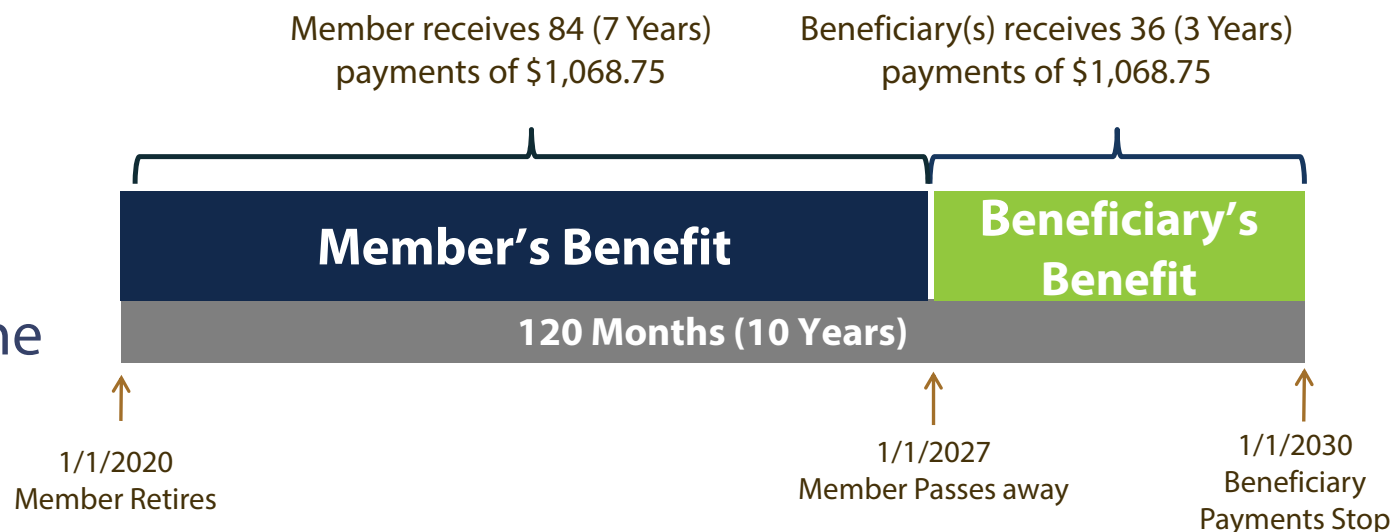 Member receives 84 (7 Years)
payments of $1,068.75
Beneficiary(s) receives 36 (3 Years)
payments of $1,068.75
Member’s Benefit
Beneficiary’s
Benefit
ne
120 Months (10 Years)
1/1/2020
Member Retires
1/1/2027
Member Passes away
1/1/2030
Beneficiary
Payments Stop